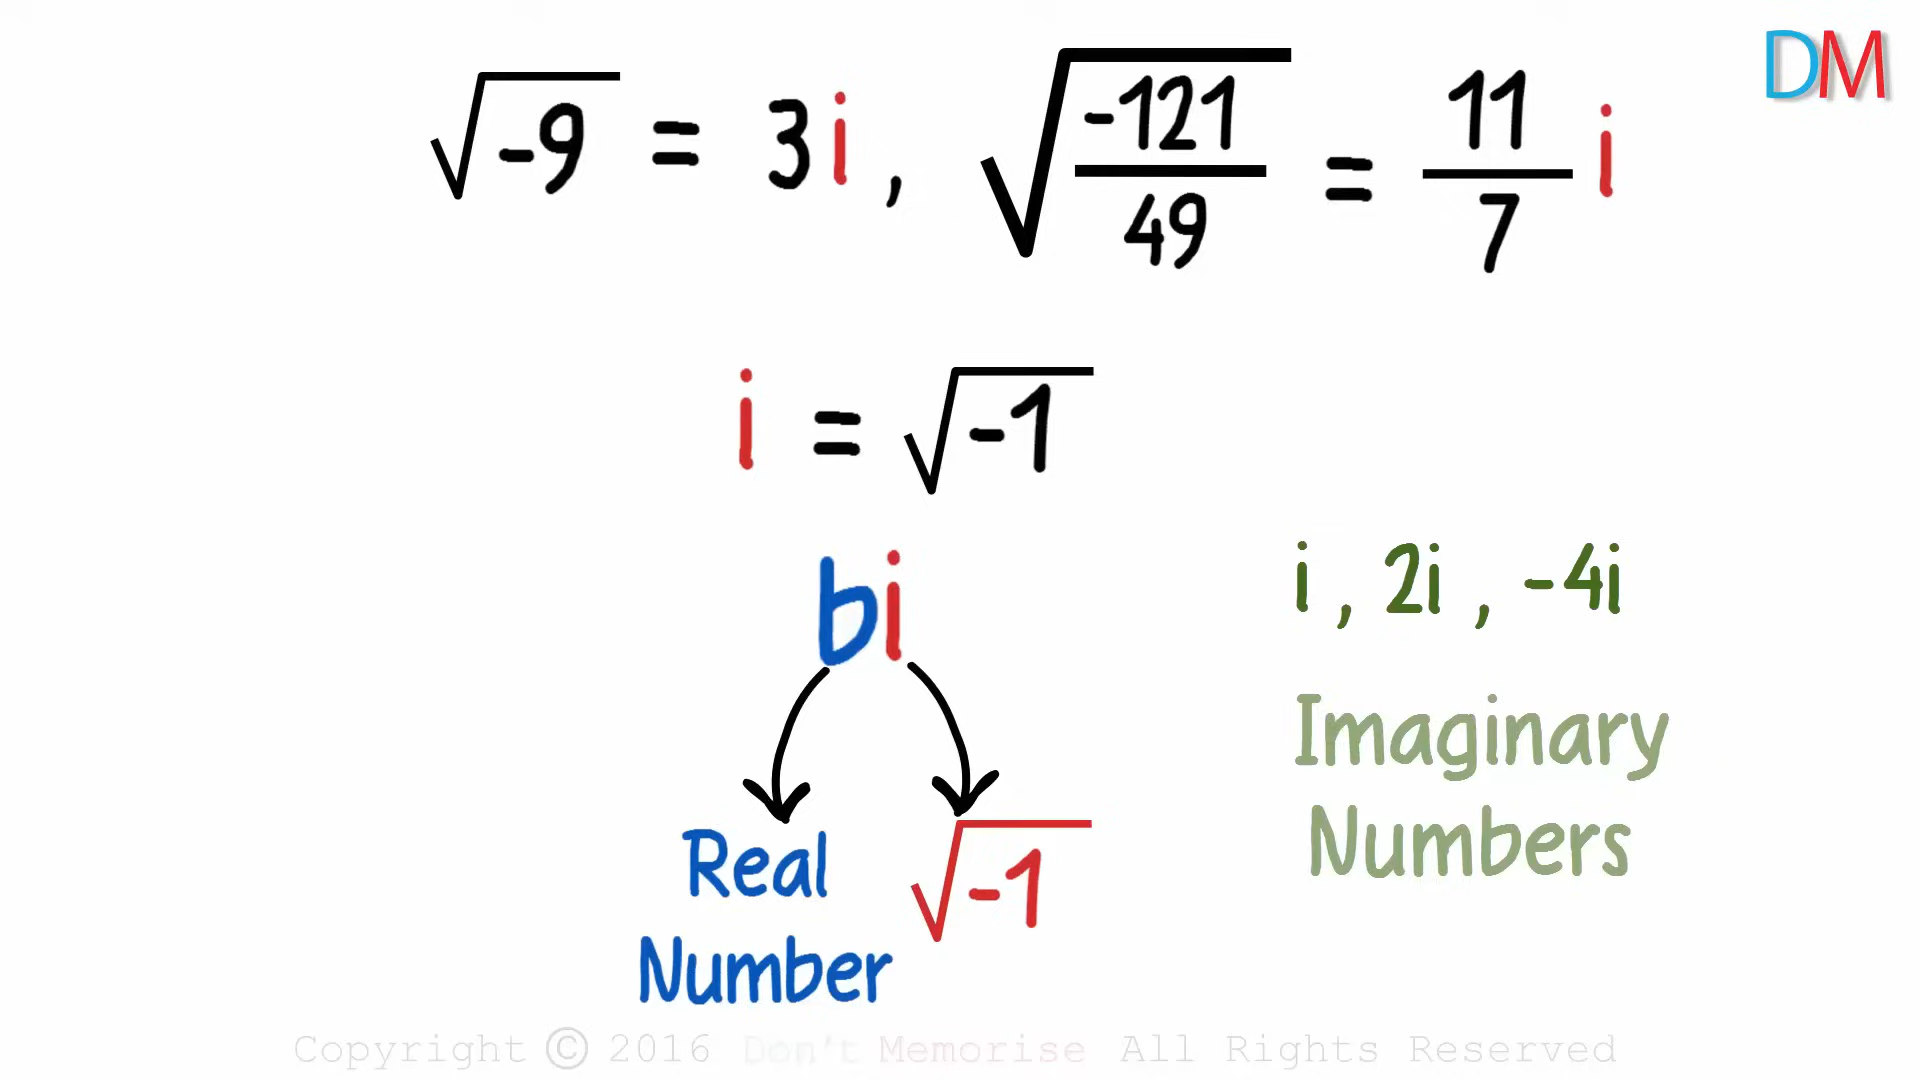 DM
√-9 = 3i , √(-121/49) = 11/7 i
i = √-1
bi
i , 2i , -4i
Real Number
√-1
Imaginary Numbers
Copyright © 2016 Don't Memorise All Rights Reserved